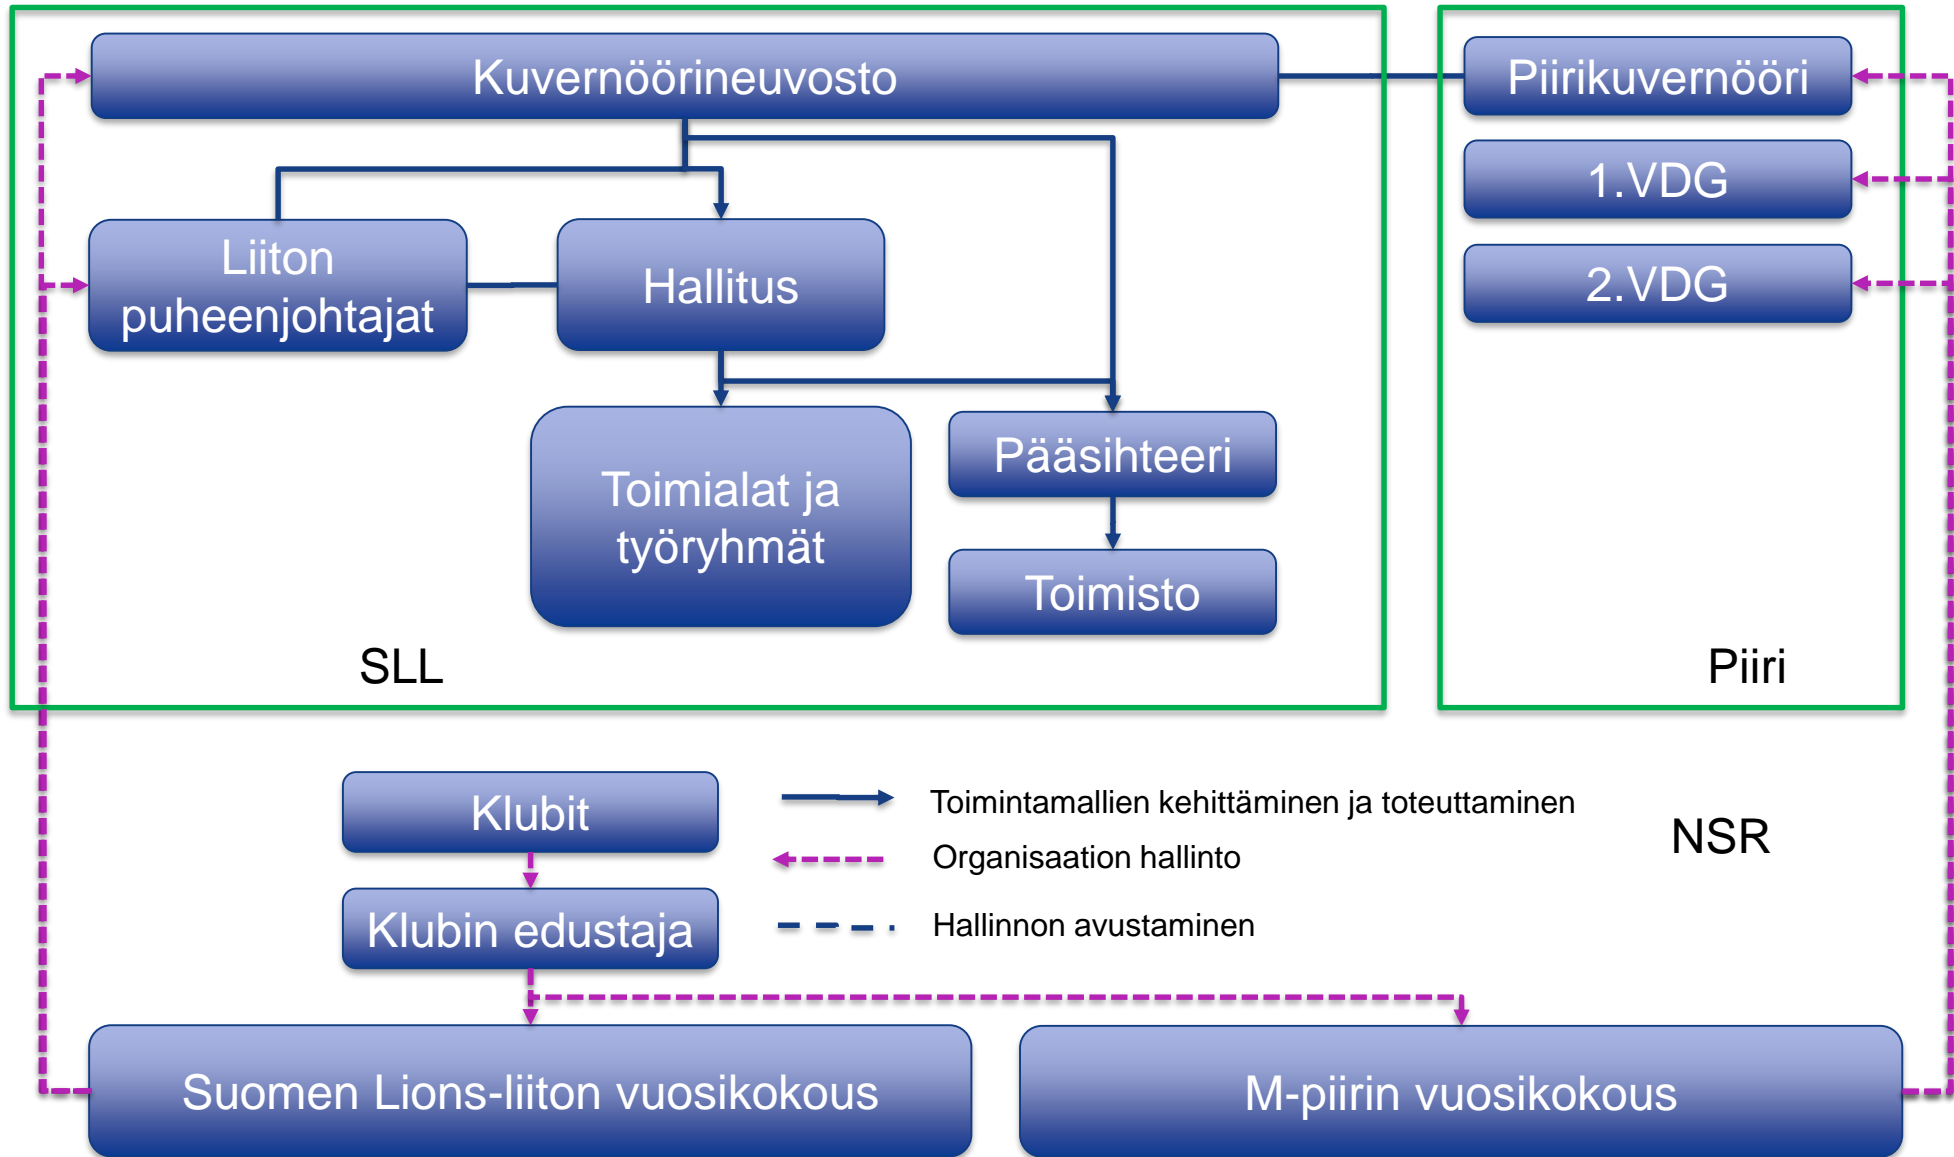 Kuvernöörineuvosto
Piirikuvernööri
1.VDG
2.VDG
Liiton
puheenjohtajat
Hallitus
Toimialat ja
työryhmät
Pääsihteeri
Toimisto
SLL
Piiri
Klubit
Klubin edustaja
Toimintamallien kehittäminen ja toteuttaminen
Organisaation hallinto
Hallinnon avustaminen
NSR
Suomen Lions-liiton vuosikokous
M-piirin vuosikokous